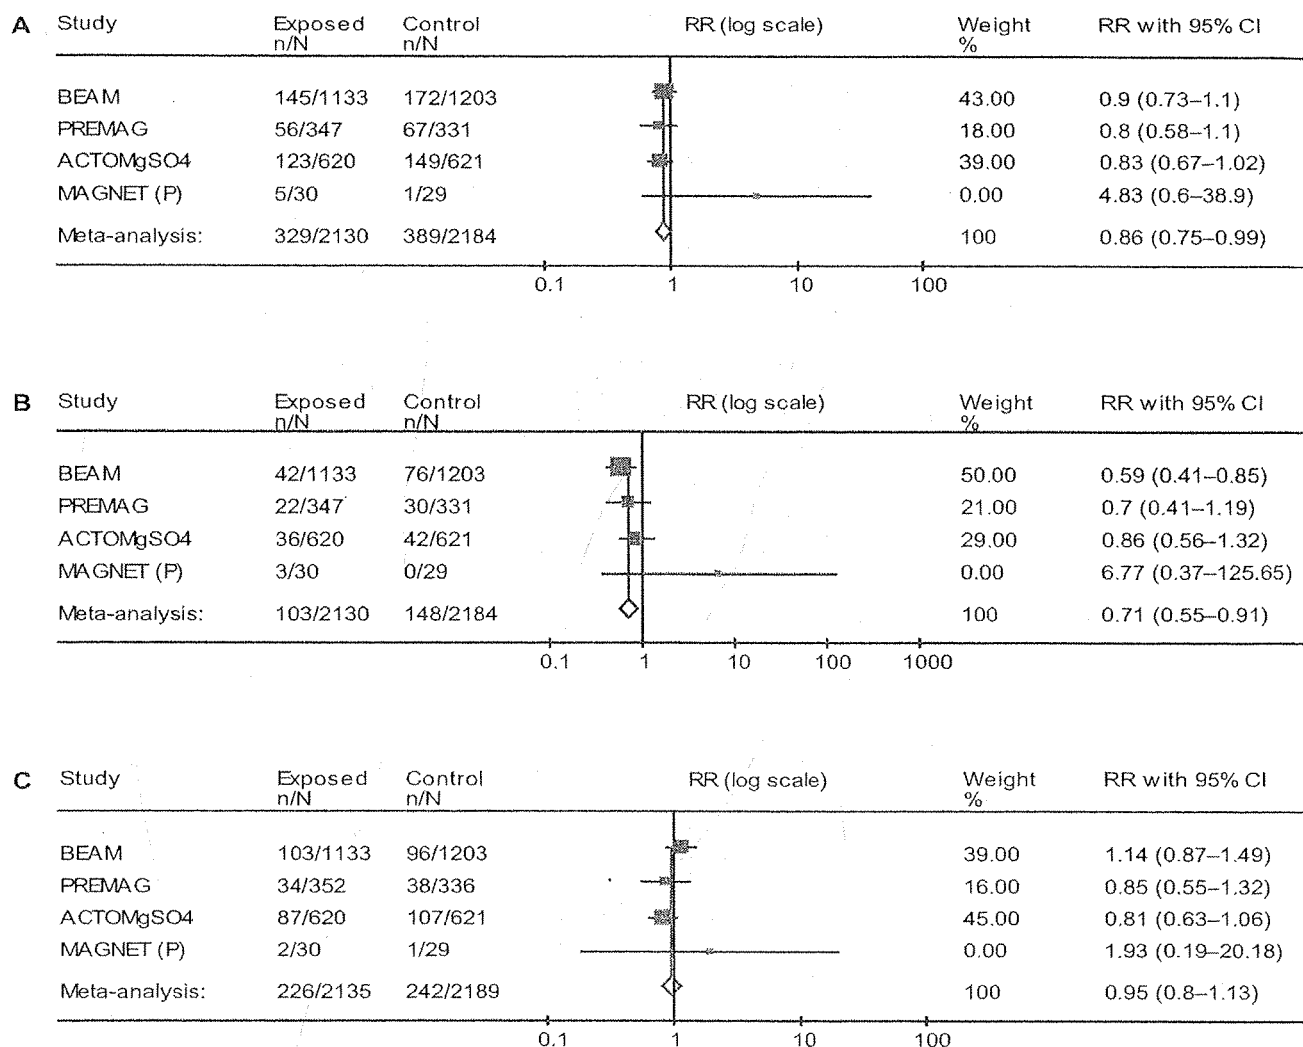 A Study Exposed Control RR (log scale) Weight RR with 95% CI
n/N n/N %
BEAM 145/1133 172/1203 43.00 0.9 (0.73–1.1)
PREMAG 56/347 67/331 18.00 0.8 (0.58–1.1)
ACTOMgSO4 123/620 149/621 39.00 0.83 (0.67–1.02)
MAGNET (P) 5/30 1/29 0.00 4.83 (0.6–38.9)
Meta-analysis: 329/2130 389/2184 100 0.86 (0.75–0.99)
0.1 1 10 100
B Study Exposed Control RR (log scale) Weight RR with 95% CI
n/N n/N %
BEAM 42/1133 76/1203 50.00 0.59 (0.41–0.85)
PREMAG 22/347 30/331 21.00 0.7 (0.41–1.19)
ACTOMgSO4 36/620 42/621 29.00 0.86 (0.56–1.32)
MAGNET (P) 3/30 0/29 0.00 6.77 (0.37–125.65)
Meta-analysis: 103/2130 148/2184 100 0.71 (0.55–0.91)
0.1 1 10 100 1000
C Study Exposed Control RR (log scale) Weight RR with 95% CI
n/N n/N %
BEAM 103/1133 96/1203 39.00 1.14 (0.87–1.49)
PREMAG 34/352 38/336 16.00 0.85 (0.55–1.32)
ACTOMgSO4 87/620 107/621 45.00 0.81 (0.63–1.06)
MAGNET (P) 2/30 1/29 0.00 1.93 (0.19–20.18)
Meta-analysis: 226/2135 242/2189 100 0.95 (0.8–1.13)
0.1 1 10 100